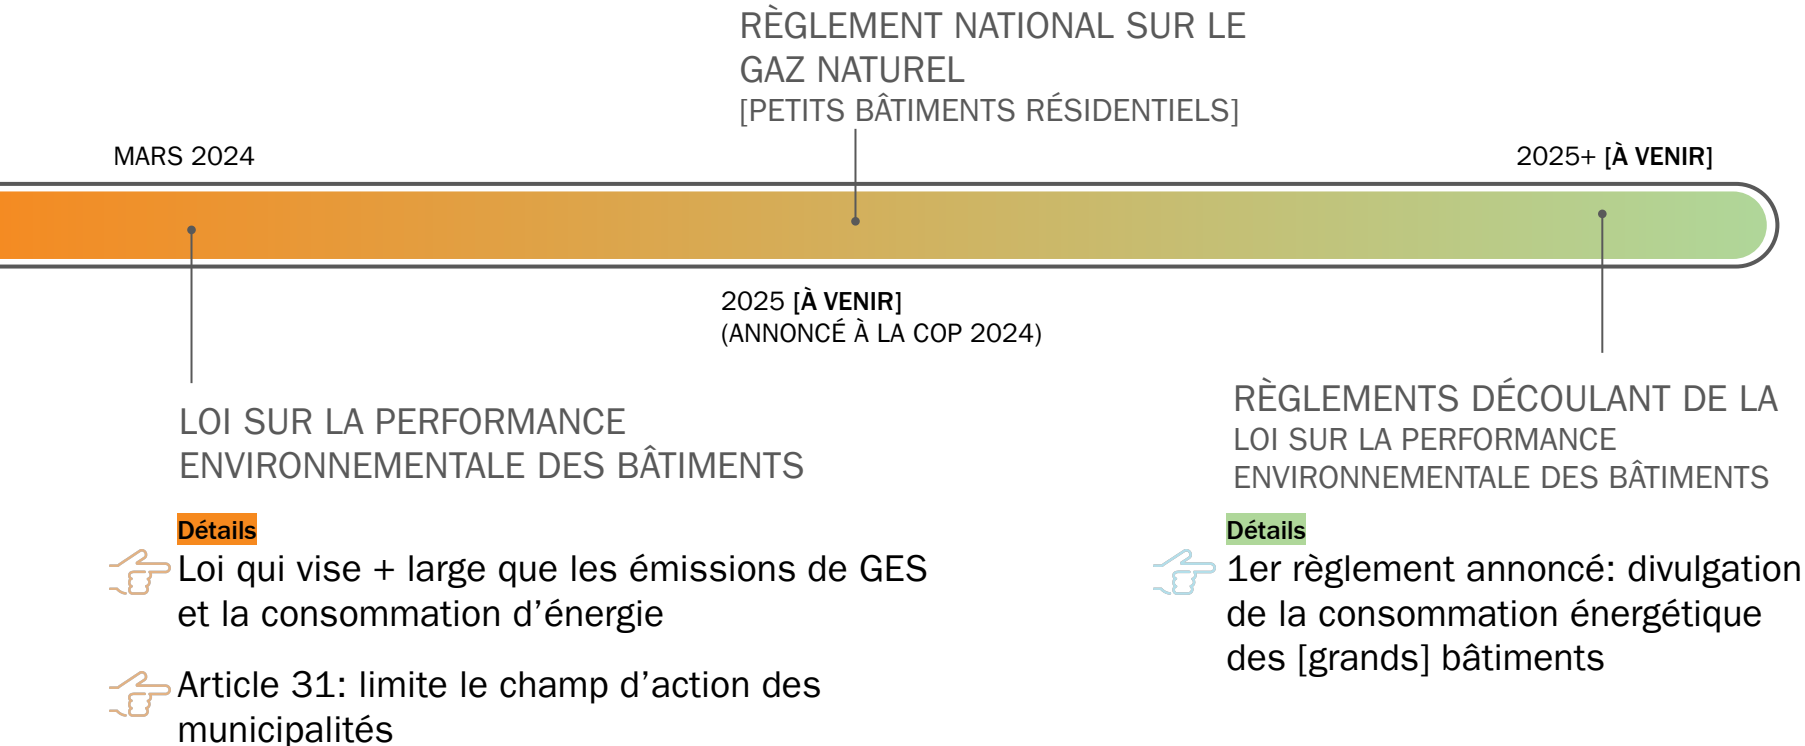 RÈGLEMENT NATIONAL SUR LE
GAZ NATUREL
[PETITS BÂTIMENTS RÉSIDENTIELS]
MARS 2024
2025+ [À VENIR]
2025 [À VENIR]
(ANNONCÉ À LA COP 2024)
LOI SUR LA PERFORMANCE
ENVIRONNEMENTALE DES BÂTIMENTS
Détails
Loi qui vise + large que les émissions de GES
et la consommation d’énergie
Article 31: limite le champ d’action des
municipalités
RÈGLEMENTS DÉCOULANT DE LA
LOI SUR LA PERFORMANCE
ENVIRONNEMENTALE DES BÂTIMENTS
Détails
1er règlement annoncé: divulgation
de la consommation énergétique
des [grands] bâtiments